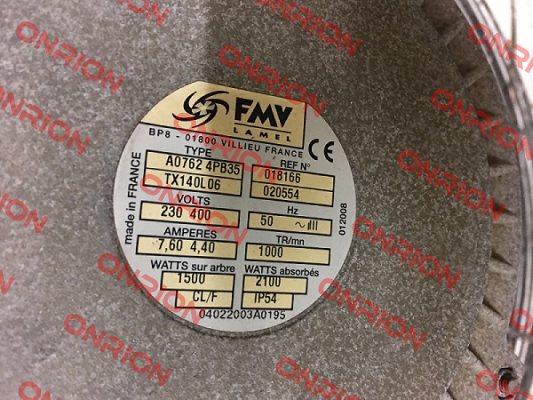 FMV
LAMEL
BP8 - 01800 VILLIEU FRANCE
CE
TYPE
REF N°
A0762 4PB35
018166
TX140L06
020554
VOLTS
Hz
230 400
50 ~ III
AMPERES
TR/mn
7,60 4,40
1000
WATTS sur arbre
WATTS absorbés
1500
2100
CL/F
IP54
04022003A0195
made in FRANCE
012008
ONRION